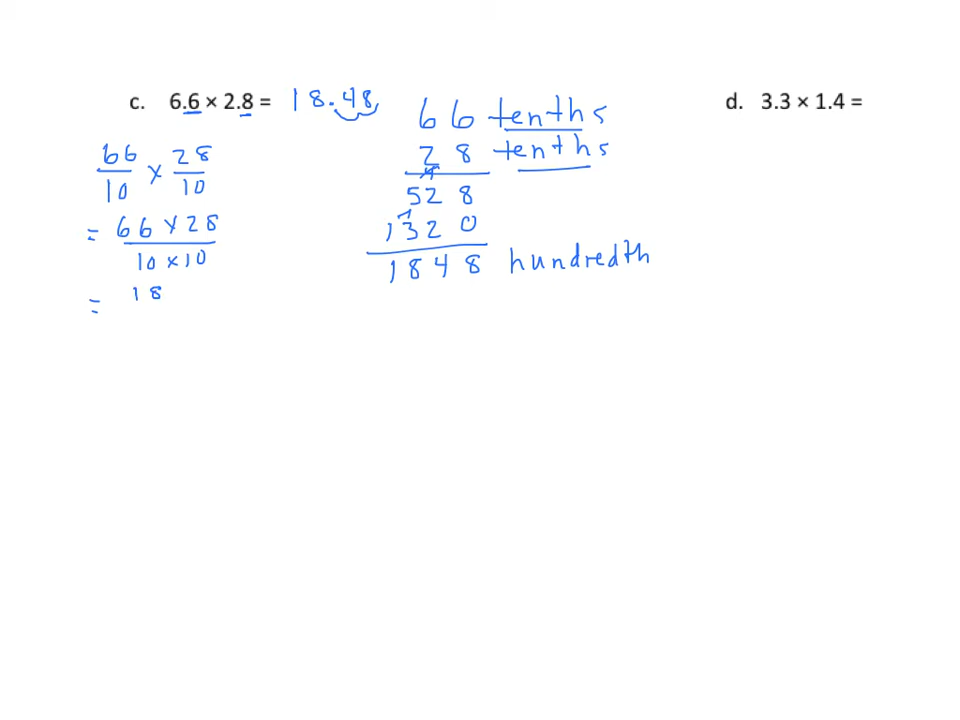 c. 6.6 × 2.8 = 18.48
66/10 × 28/10
= 66 × 28 / 10 × 10
= 18
66 tenths
28 tenths
528
1320
1848 hundredth
d. 3.3 × 1.4 =